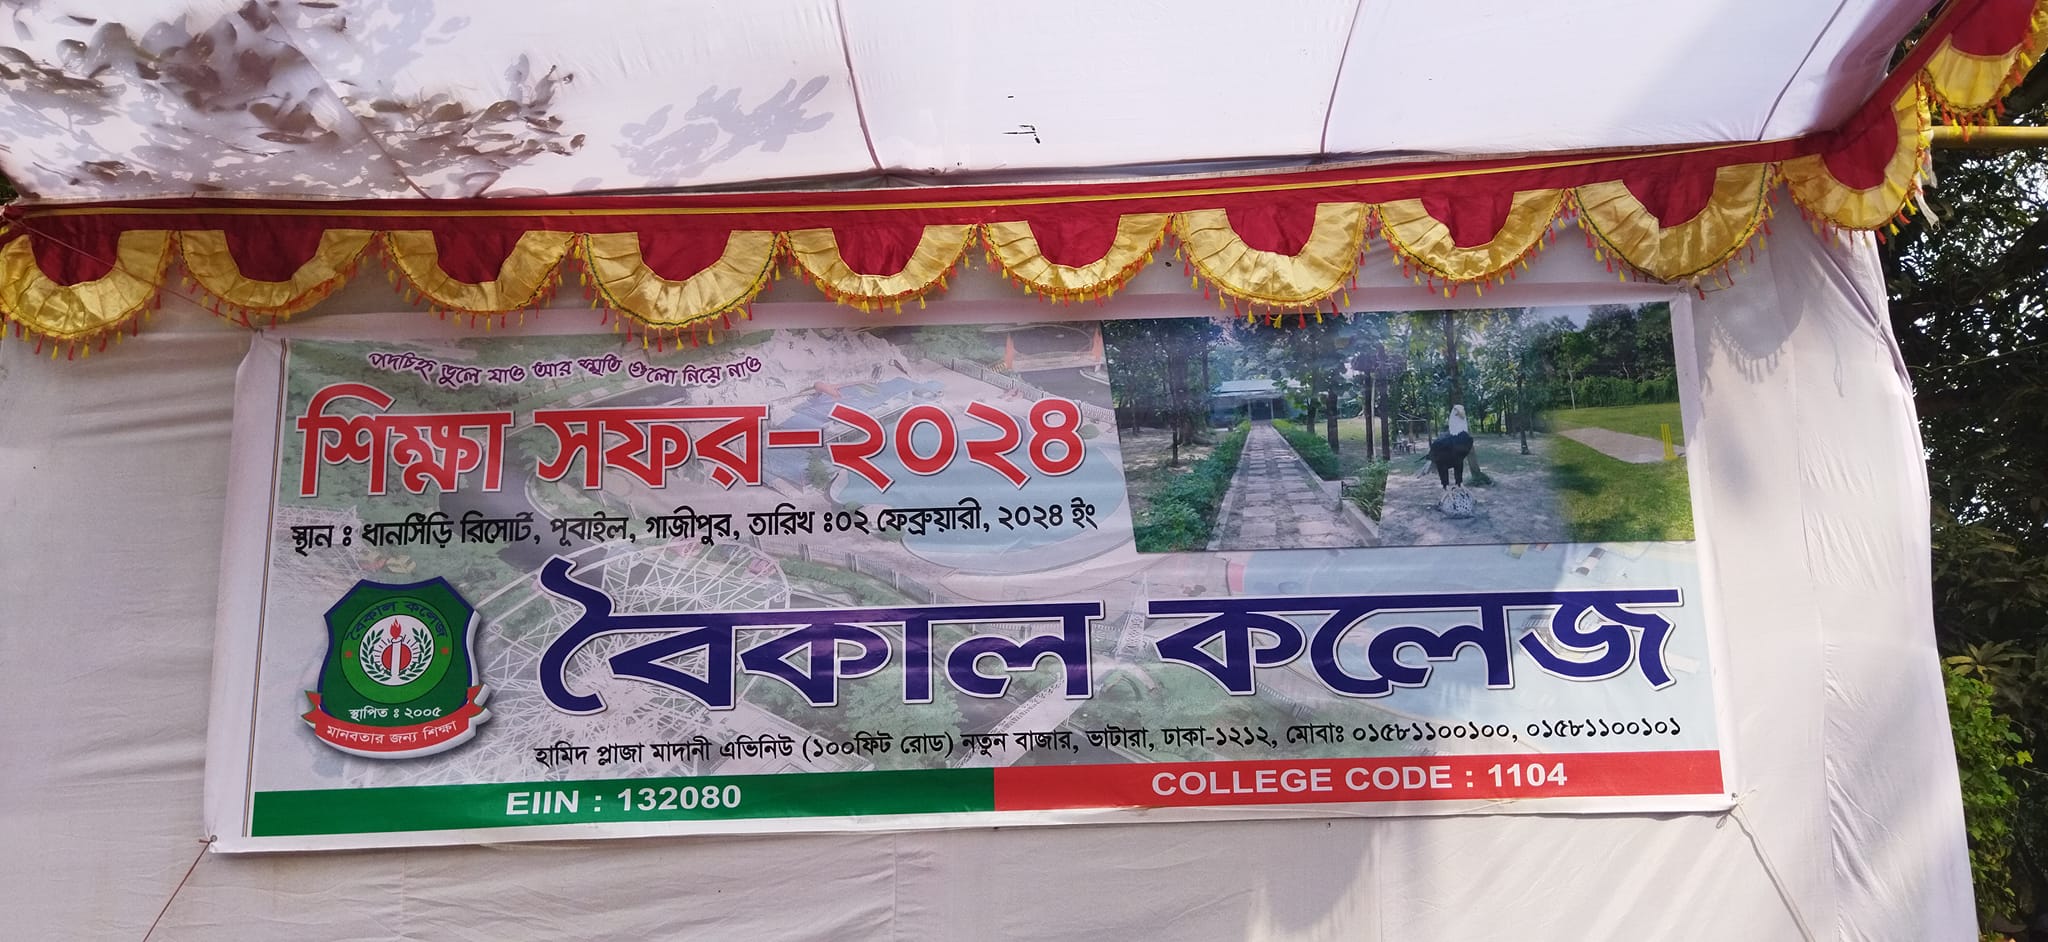 পদচিহ্ন ভুলে যাও আর স্মৃতি গুলো নিয়ে নাও
শিক্ষা সফর-২০২৪
স্থান ঃ ধানসিঁড়ি রিসোর্ট, পূবাইল, গাজীপুর, তারিখ ঃ০২ ফেব্রুয়ারী, ২০২৪ ইং
বৈকাল কলেজ
বৈকাল কলেজ
স্থাপিত ঃ ২০০৫
মানবতার জন্য শিক্ষা
হামিদ প্লাজা মাদানী এভিনিউ (১০০ফিট রোড) নতুন বাজার, ভাটারা, ঢাকা-১২১২, মোবাঃ ০১৫৮১১০০১০০, ০১৫৮১১০০১০১
EIIN : 132080
COLLEGE CODE : 1104